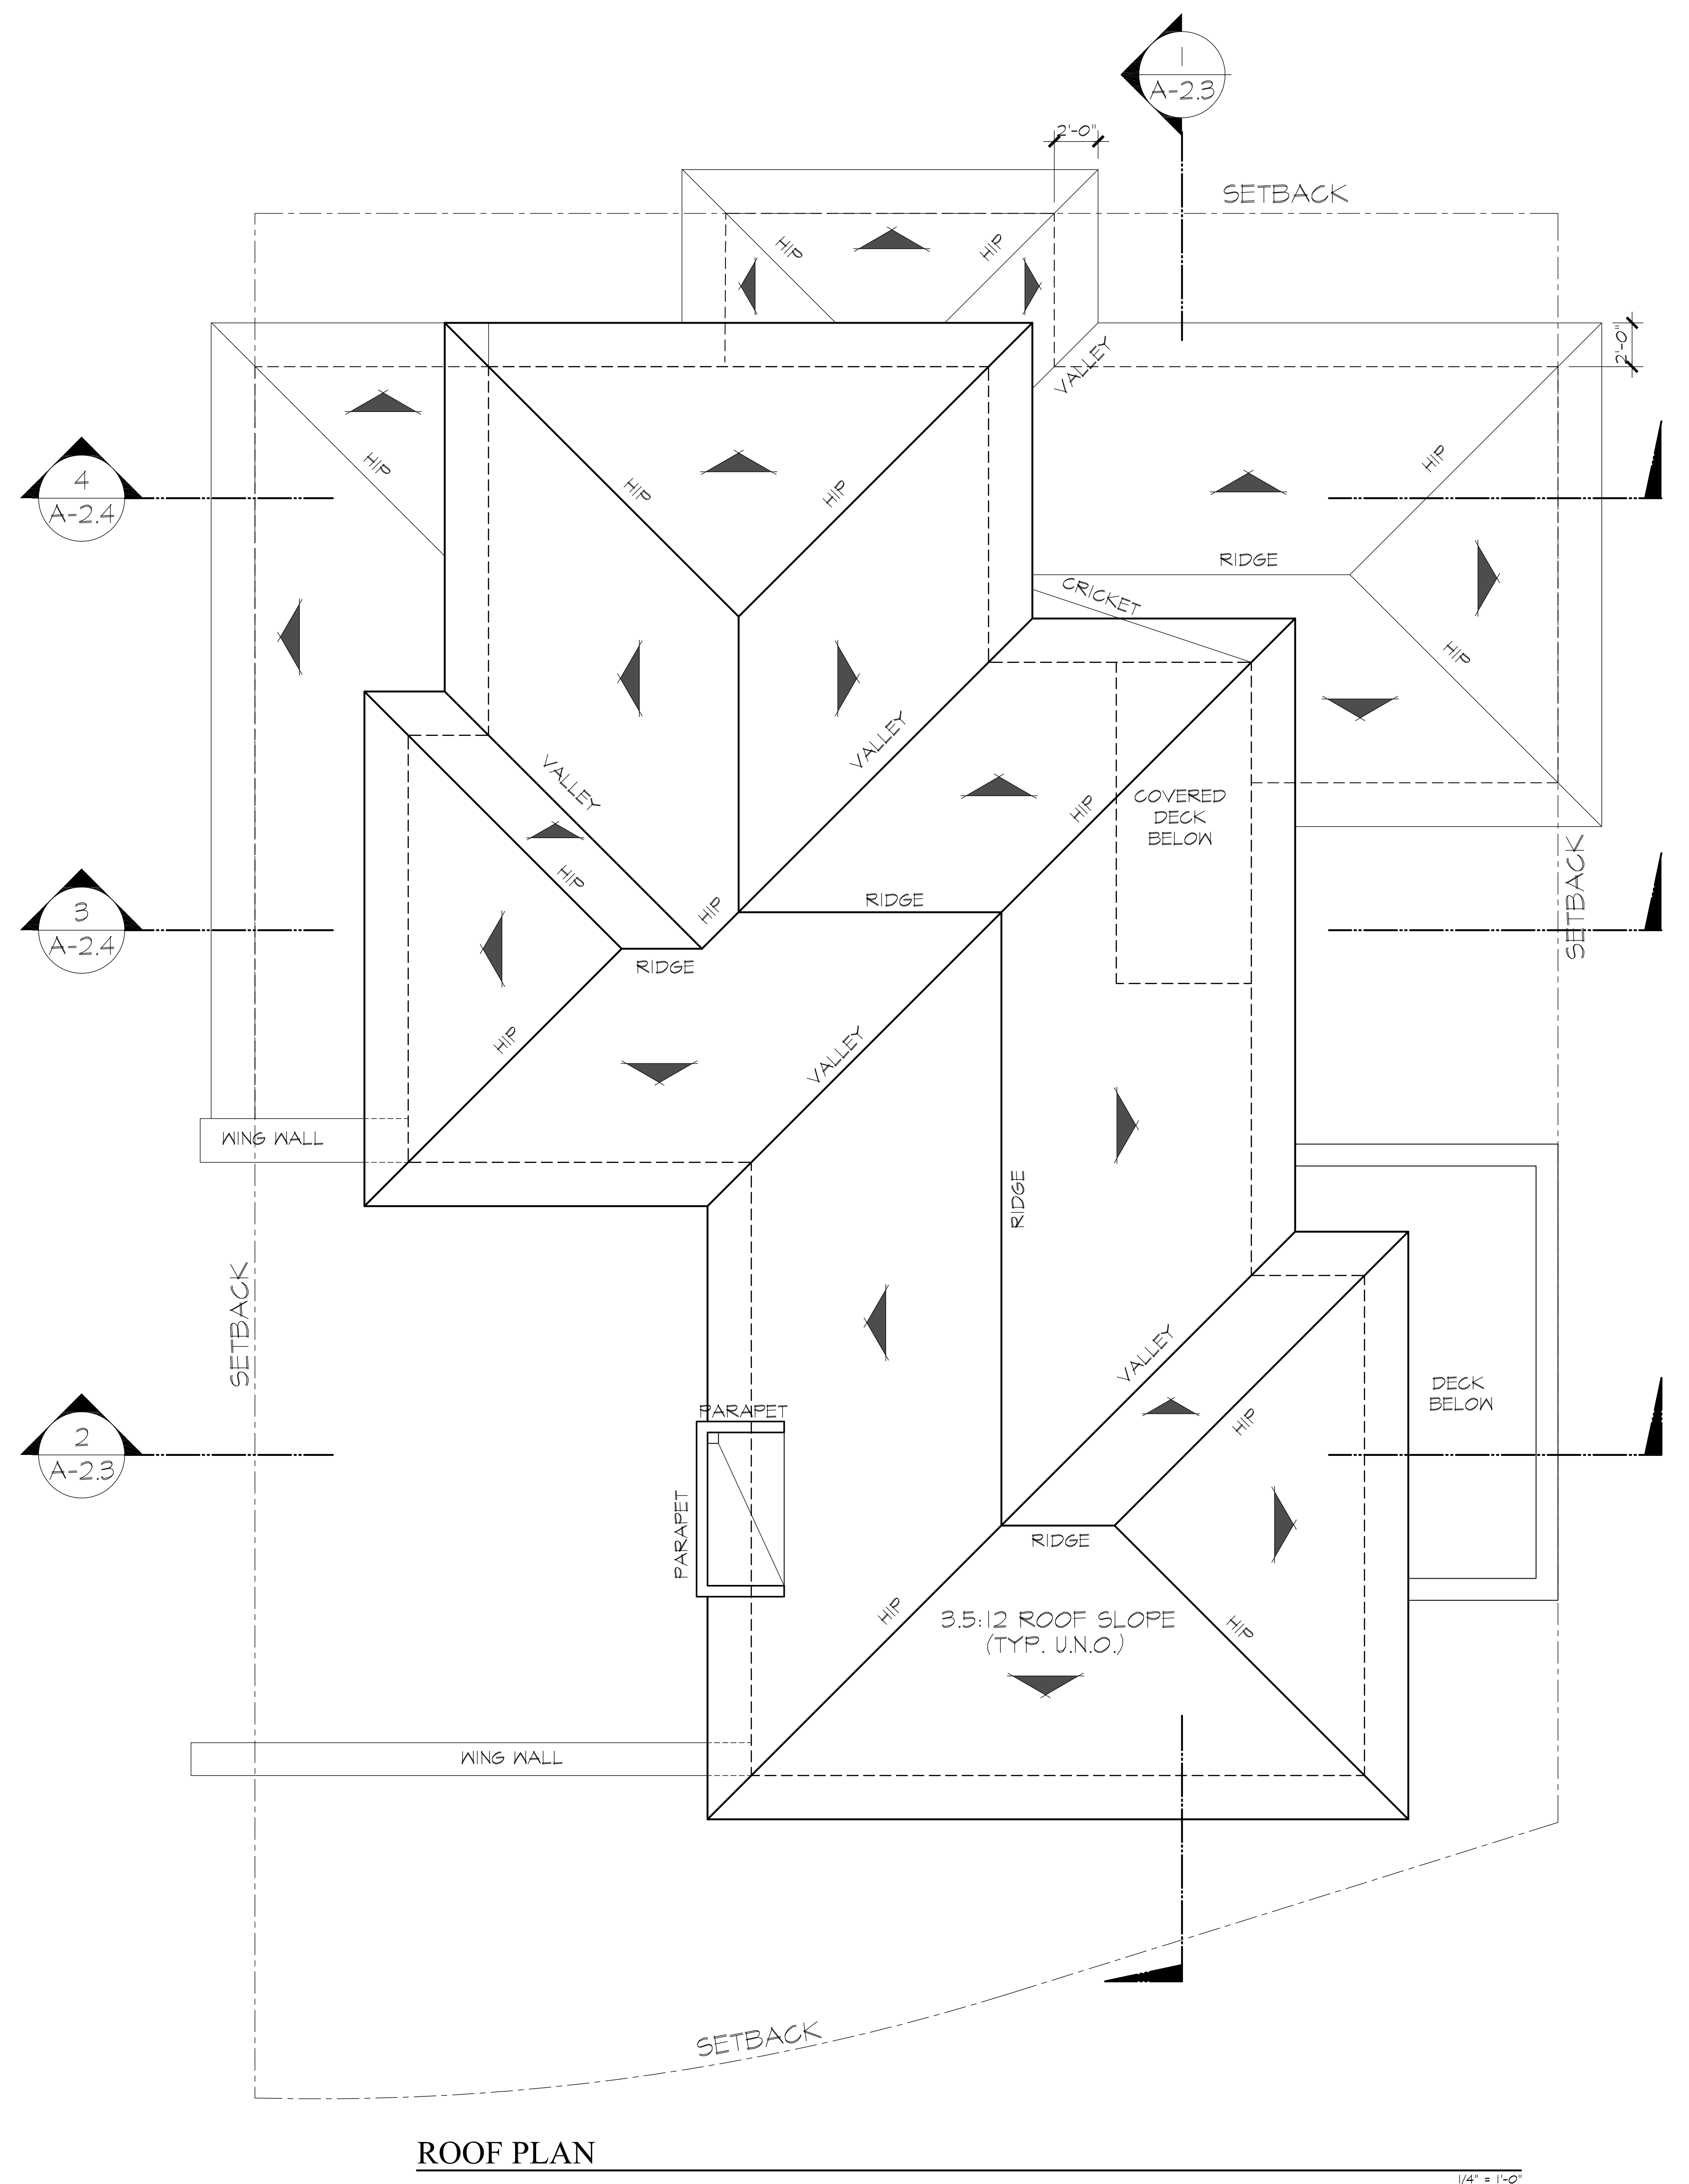 1
A-2.3
2'-0"
SETBACK
HIP
HIP
2'-0"
VALLEY
HIP
HIP
HIP
HIP
4
A-2.4
RIDGE
CRICKET
HIP
VALLEY
VALLEY
COVERED
DECK
BELOW
HIP
SETBACK
HIP
HIP
RIDGE
3
A-2.4
RIDGE
HIP
VALLEY
WING WALL
RIDGE
SETBACK
VALLEY
DECK
BELOW
PARAPET
HIP
2
A-2.3
PARAPET
RIDGE
HIP
3.5:12 ROOF SLOPE
(TYP. U.N.O.)
HIP
WING WALL
SETBACK
ROOF PLAN
1/4" = 1'-0"